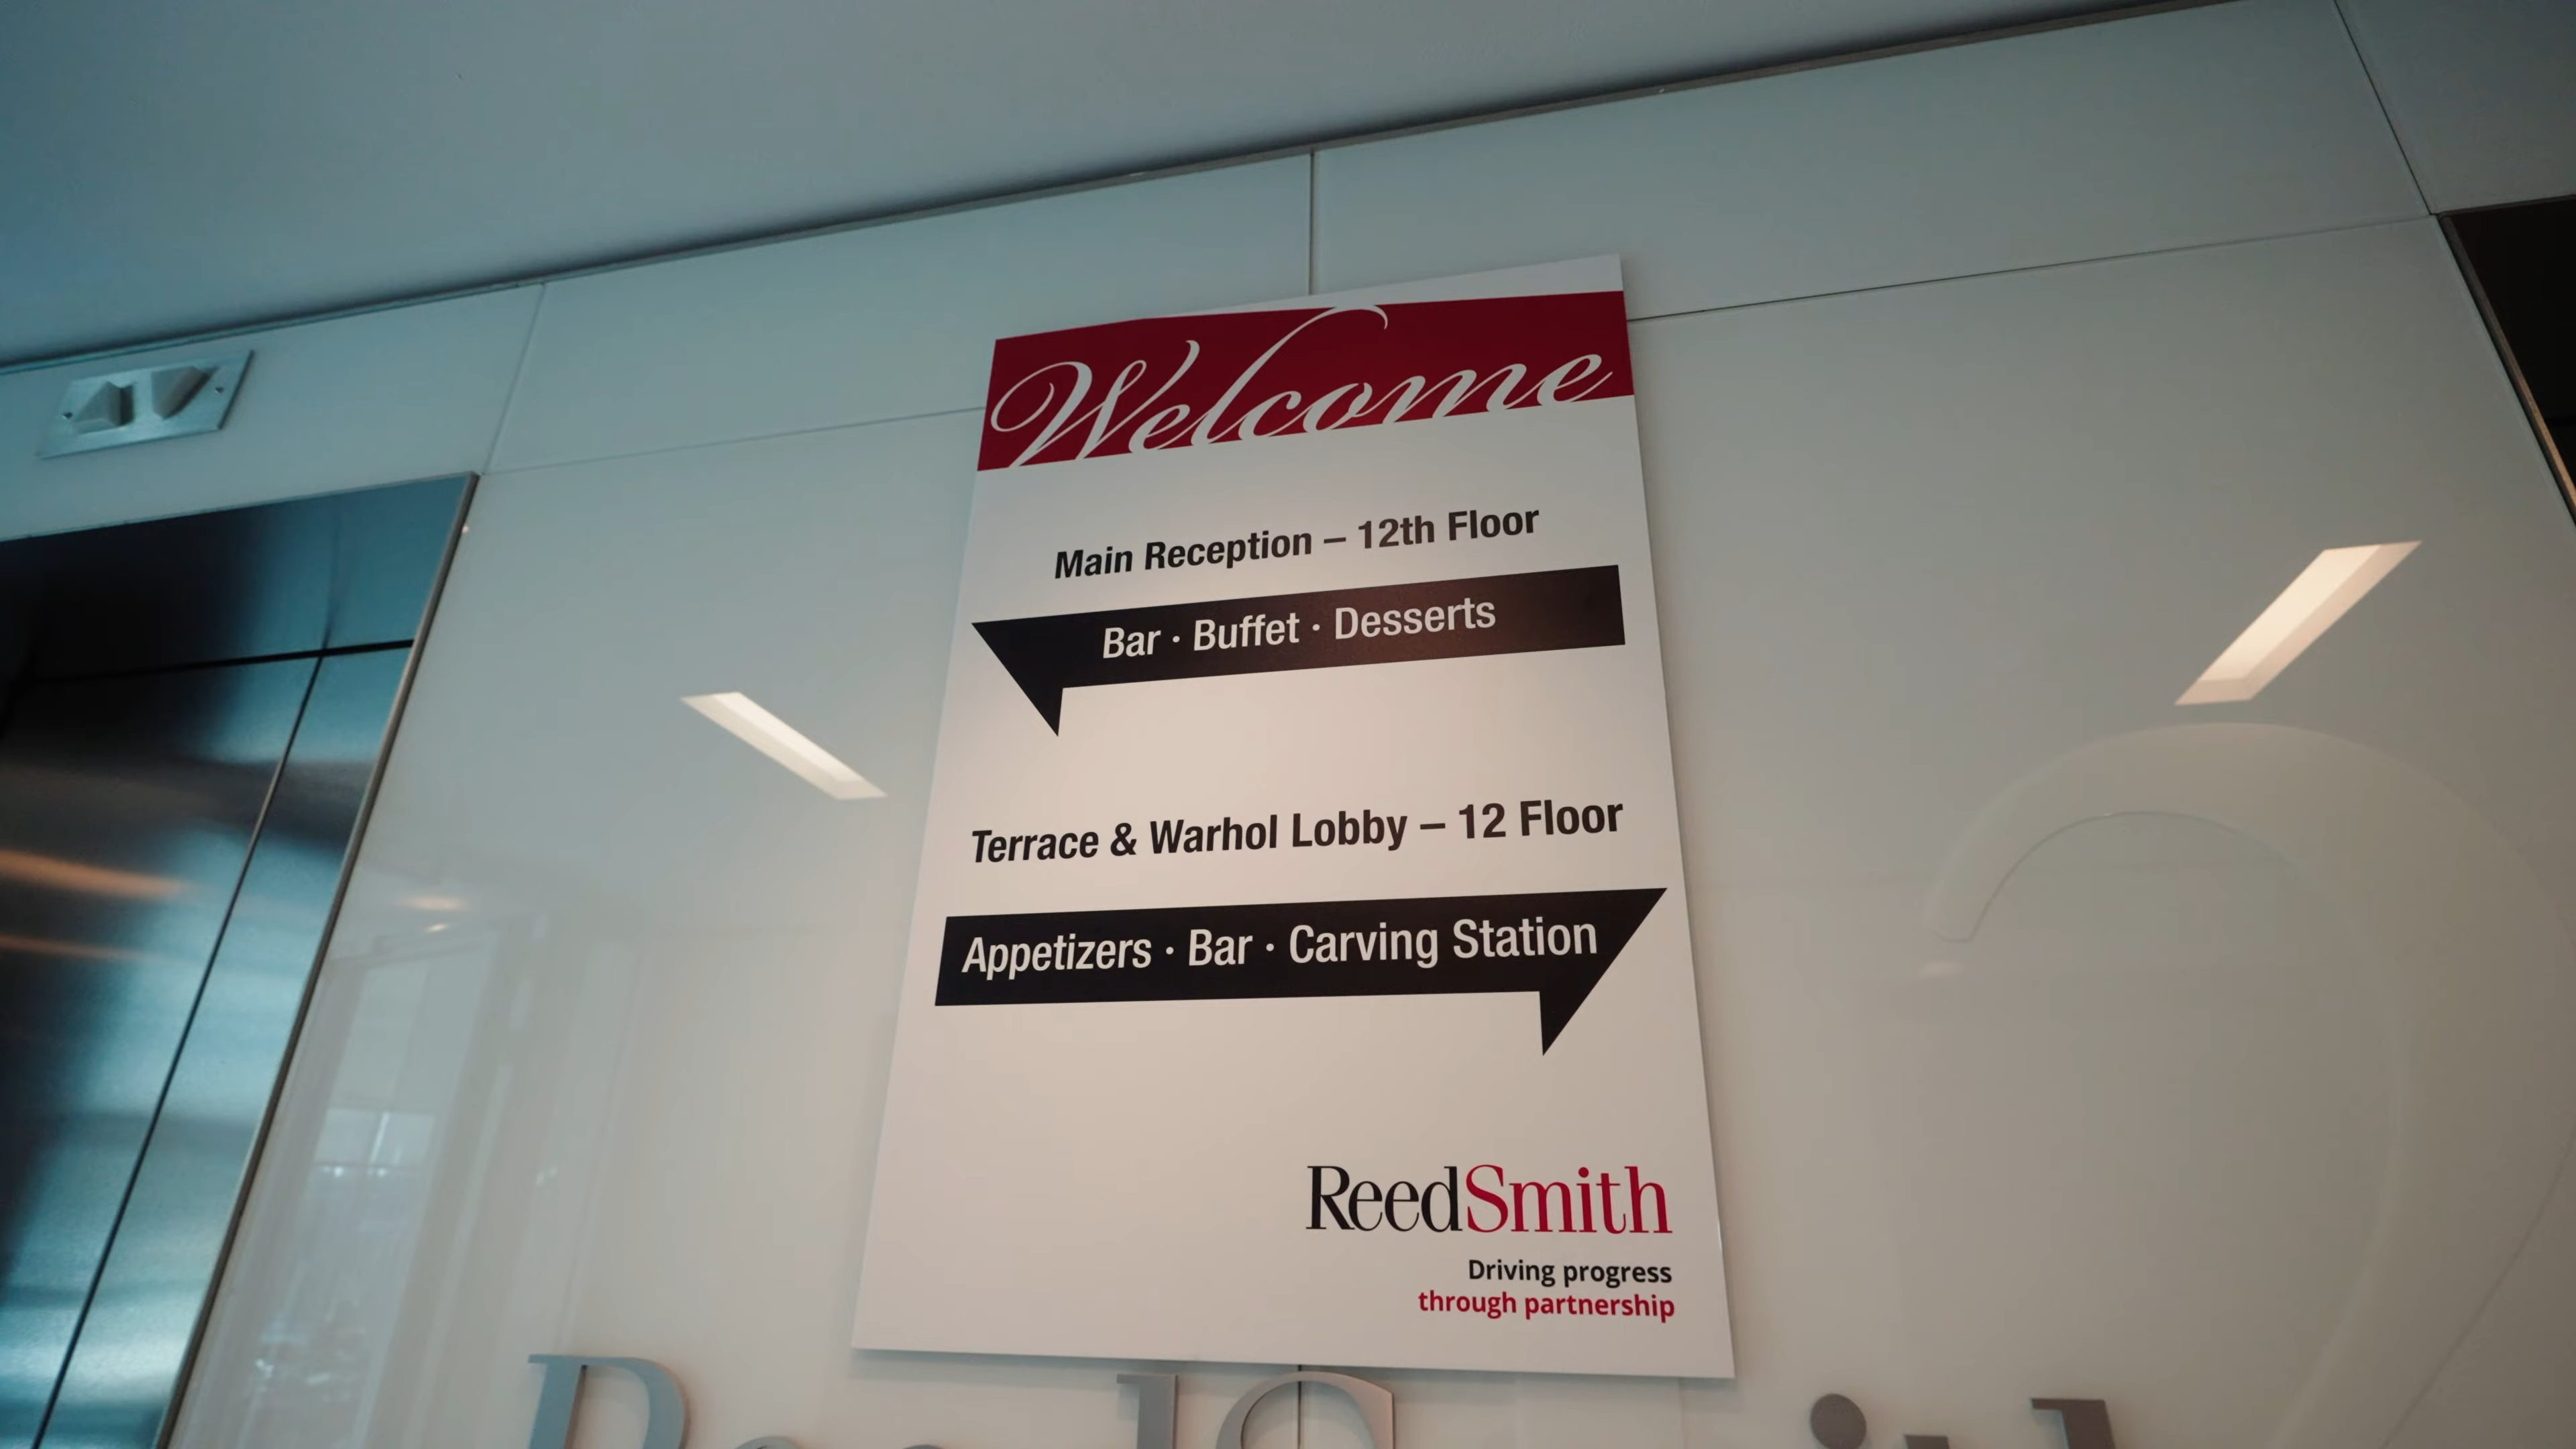 Welcome
Main Reception – 12th Floor
Bar · Buffet · Desserts
Terrace & Warhol Lobby – 12 Floor
Appetizers · Bar · Carving Station
ReedSmith
Driving progress
through partnership